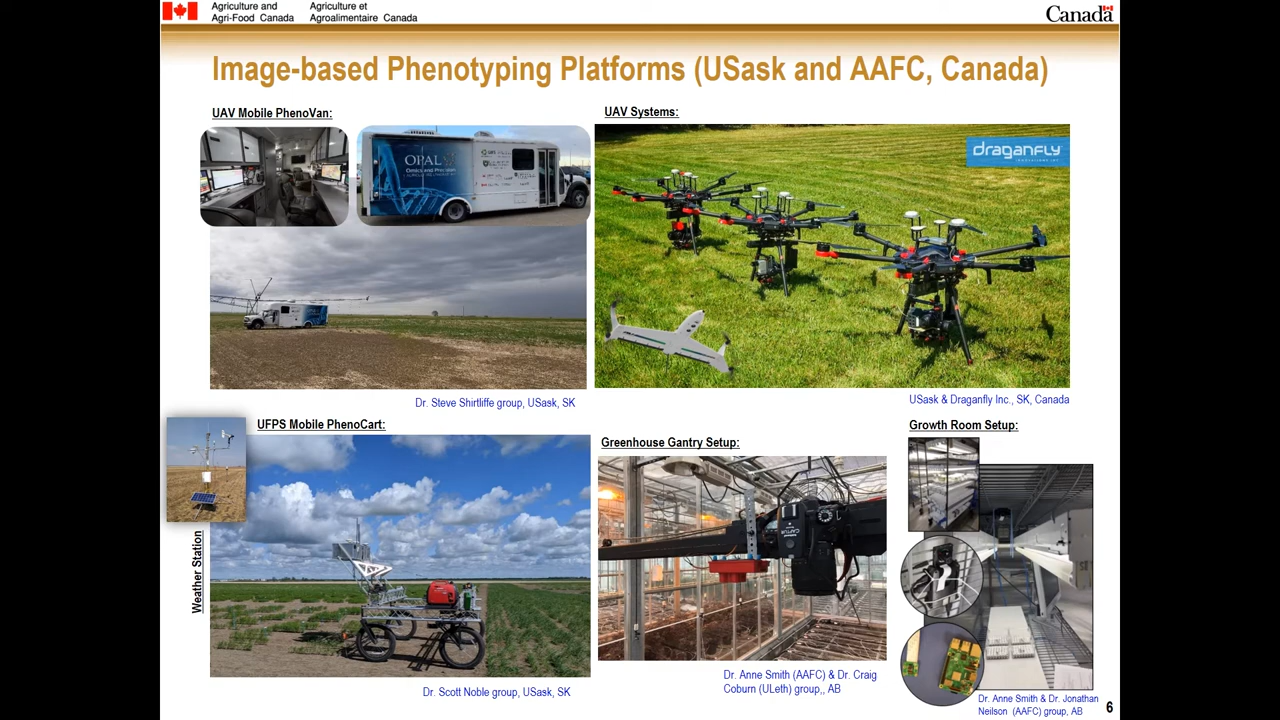 Agriculture and
Agri-Food Canada
Agriculture et
Agroalimentaire Canada
Canada
Image-based Phenotyping Platforms (USask and AAFC, Canada)
UAV Mobile PhenoVan:
UAV Systems:
OPAL
Omics and Precision
draganfly
Dr. Steve Shirtliffe group, USask, SK
USask & Draganfly Inc., SK, Canada
UFPS Mobile PhenoCart:
Greenhouse Gantry Setup:
Growth Room Setup:
Weather Station
Dr. Scott Noble group, USask, SK
Dr. Anne Smith (AAFC) & Dr. Craig
Coburn (ULeth) group,, AB
Dr. Anne Smith & Dr. Jonathan
Neilson (AAFC) group, AB
6